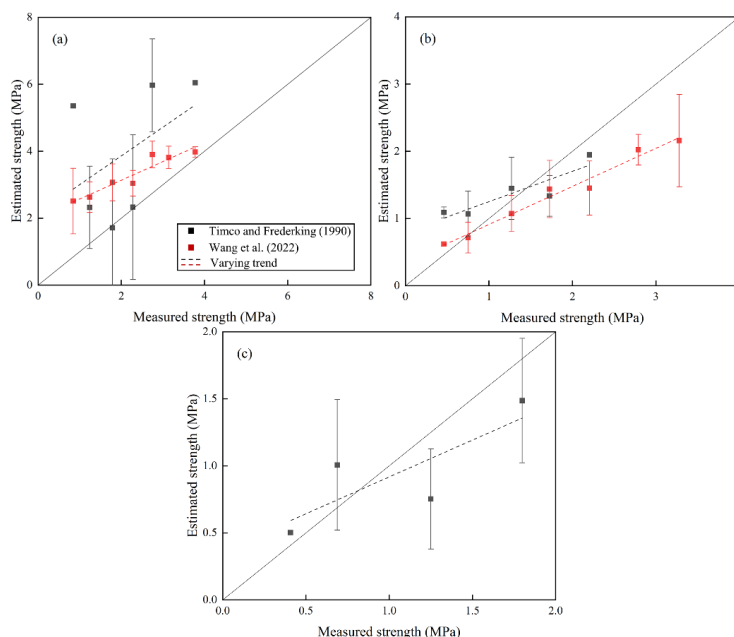 (a)
8
6
4
2
0
Estimated strength (MPa)
Timco and Frederking (1990)
Wang et al. (2022)
Varying trend
0 2 4 6 8
Measured strength (MPa)
(b)
4
3
2
1
0
Estimated strength (MPa)
0 1 2 3
Measured strength (MPa)
(c)
2.0
1.5
1.0
0.5
0.0
Estimated strength (MPa)
0.0 0.5 1.0 1.5 2.0
Measured strength (MPa)